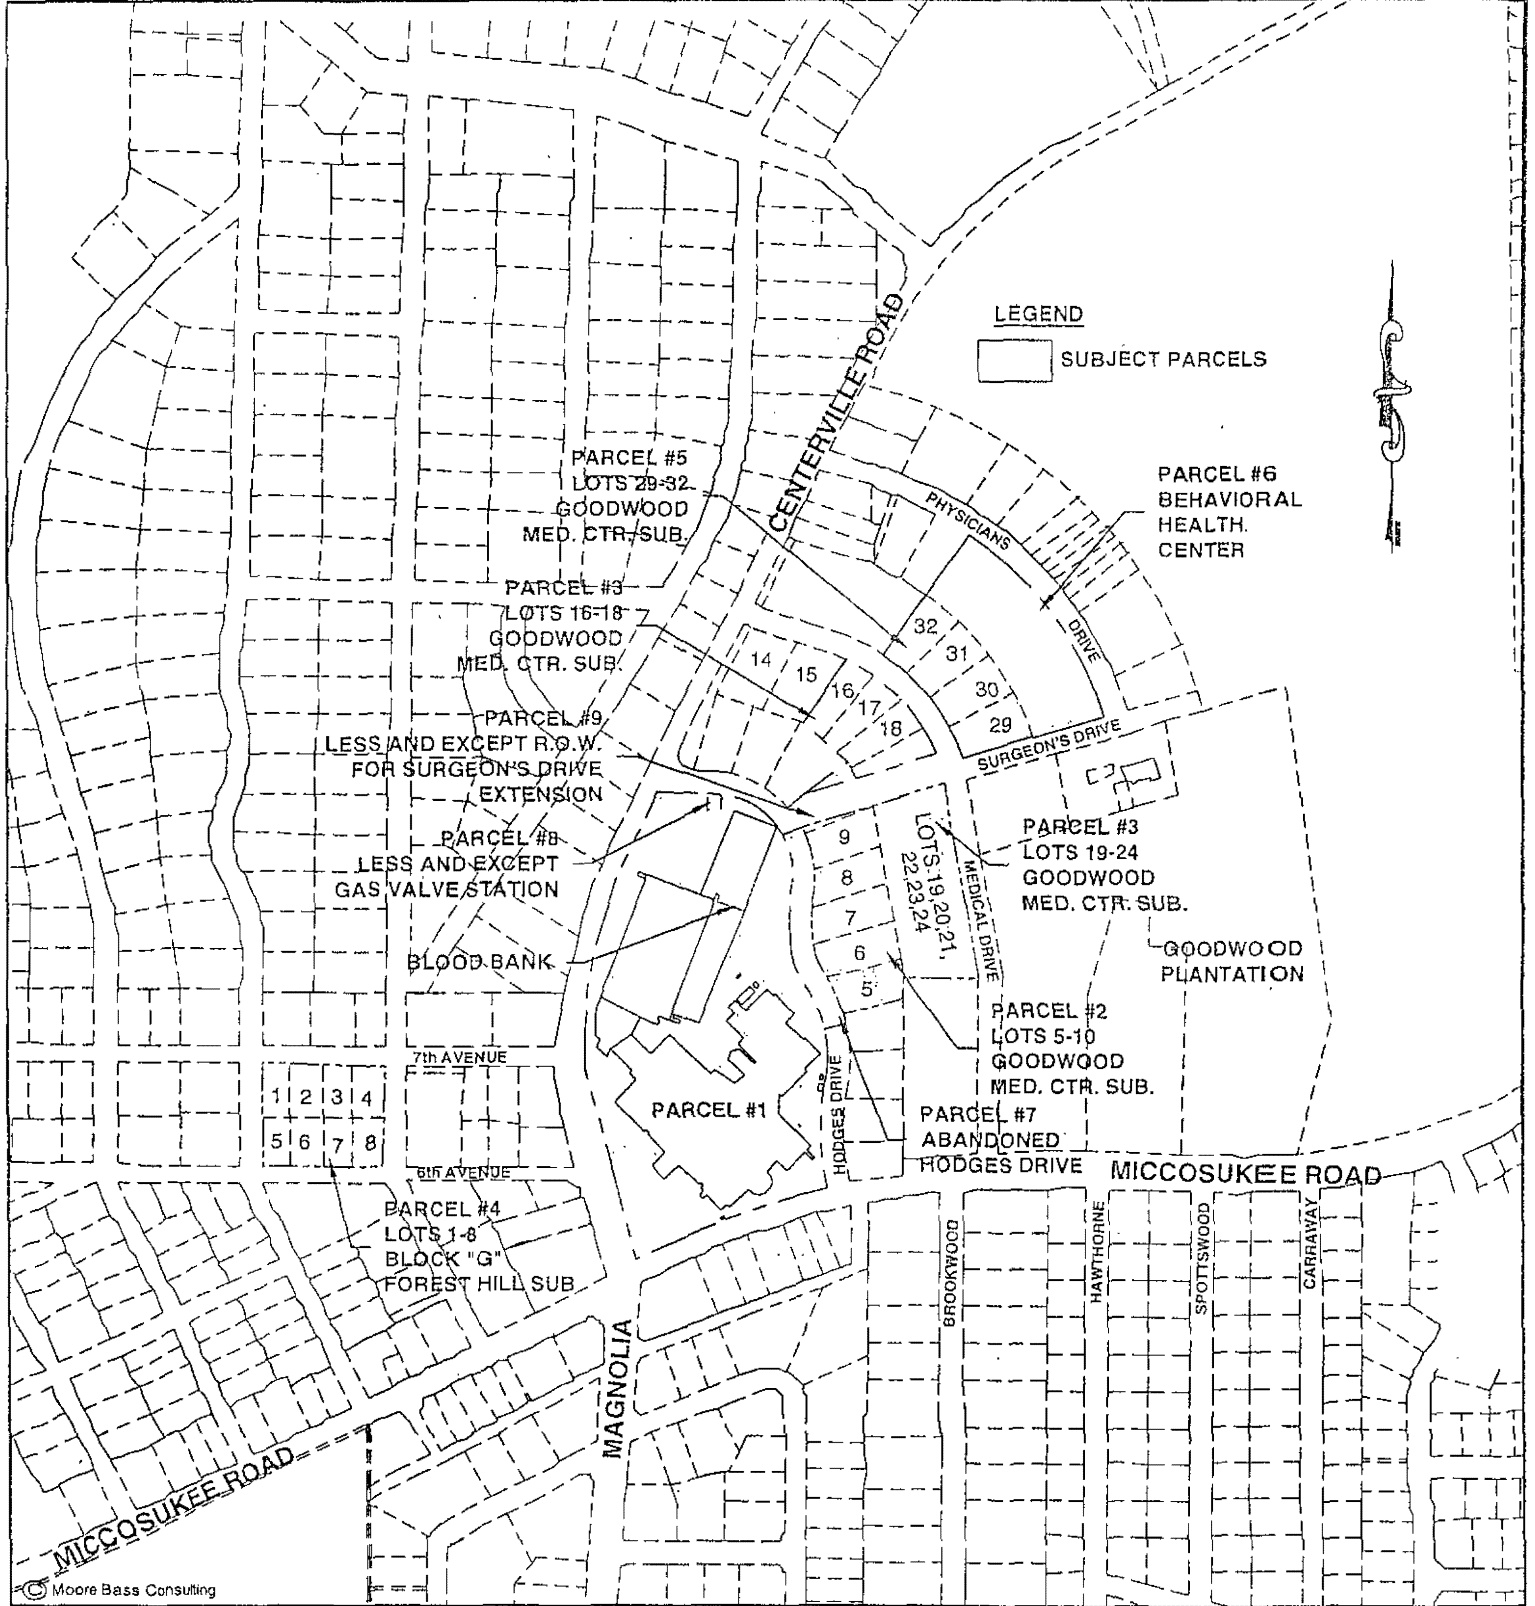 LEGEND
SUBJECT PARCELS
CENTERVILLE ROAD
PARCEL #5
LOTS 29-32
GOODWOOD
MED. CTR. SUB.
PHYSICIANS
DRIVE
PARCEL #6
BEHAVIORAL
HEALTH.
CENTER
PARCEL #3
LOTS 16-18
GOODWOOD
MED. CTR. SUB.
32
31
30
29
14
15
16
17
18
SURGEON'S DRIVE
PARCEL #9
LESS AND EXCEPT R.O.W.
FOR SURGEON'S DRIVE
EXTENSION
PARCEL #8
LESS AND EXCEPT
GAS VALVE STATION
9
8
7
6
5
LOTS:19,20,21,
22,23,24
MEDICAL DRIVE
PARCEL #3
LOTS 19-24
GOODWOOD
MED. CTR. SUB.
GOODWOOD
PLANTATION
BLOOD BANK
PARCEL #2
LOTS 5-10
GOODWOOD
MED. CTR. SUB.
7th AVENUE
1 2 3 4
5 6 7 8
PARCEL #1
HODGES DRIVE
PARCEL #7
ABANDONED
HODGES DRIVE
MICCOSUKEE ROAD
6th AVENUE
PARCEL #4
LOTS 1-8
BLOCK "G"
FOREST HILL SUB
BROOKWOOD
HAWTHORNE
SPOTTSWOOD
CARRAWAY
MAGNOLIA
MICCOSUKEE ROAD
© Moore Bass Consulting